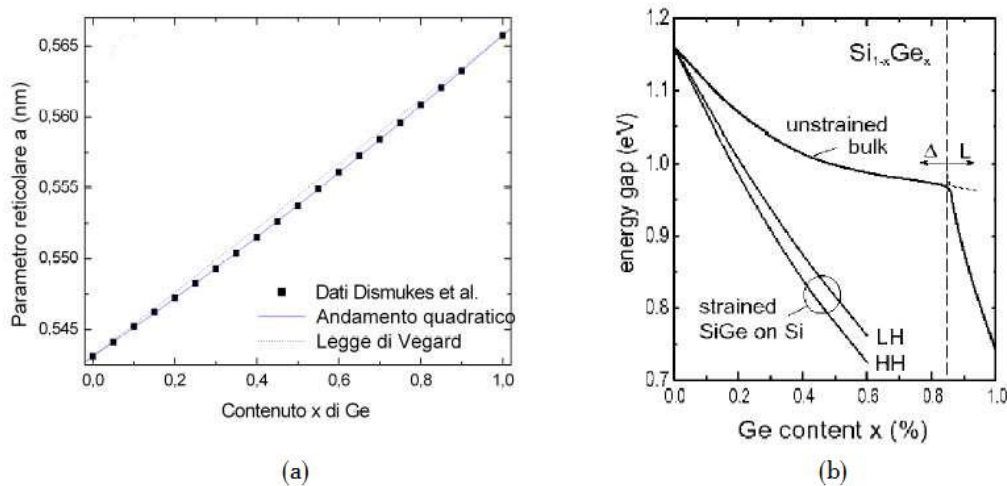 0,565
0,560
0,555
0,550
0,545
Parametro reticolare a (nm)
Dati Dismukes et al.
Andamento quadratico
Legge di Vegard
0,0 0,2 0,4 0,6 0,8 1,0
Contenuto x di Ge
(a)
1.2
1.1
1.0
0.9
0.8
0.7
energy gap (eV)
Si1-xGex
unstrained
bulk
Δ L
strained
SiGe on Si
LH
HH
0.0 0.2 0.4 0.6 0.8 1.0
Ge content x (%)
(b)